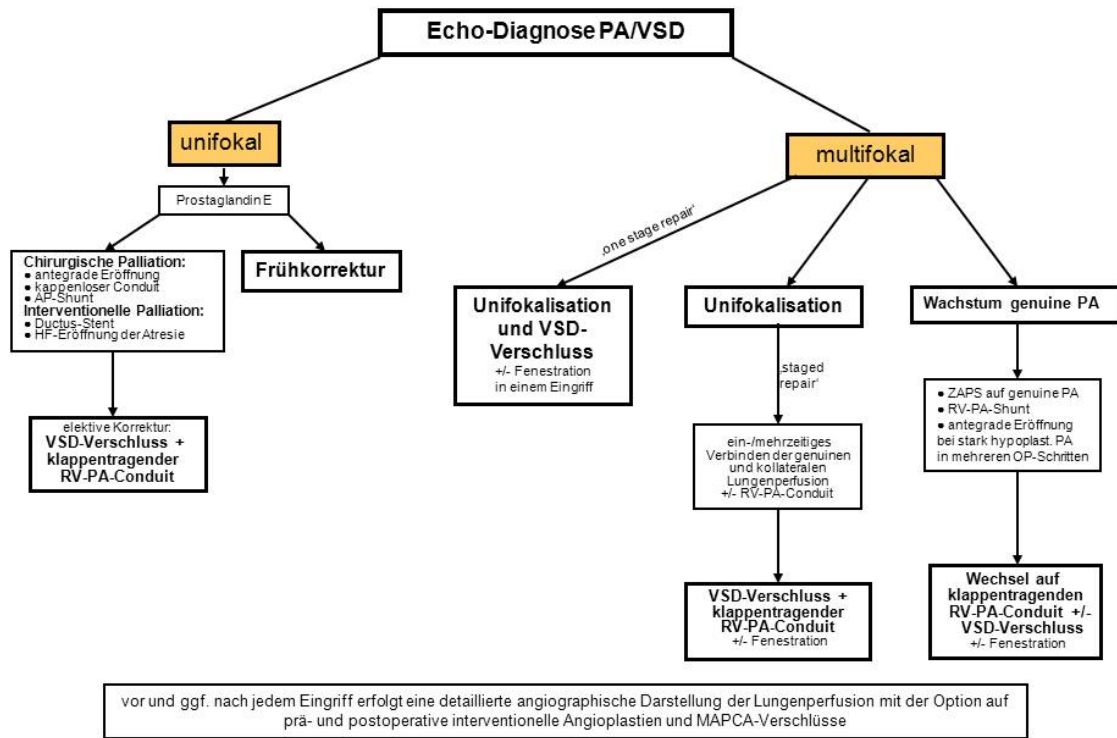 Echo-Diagnose PA/VSD
unifokal
multifokal
Prostaglandin E
Chirurgische Palliation:
● antegrade Eröffnung
● kappenloser Conduit
● AP-Shunt
Interventionelle Palliation:
● Ductus-Stent
● HF-Eröffnung der Atresie
Frühkorrektur
elektive Korrektur:
VSD-Verschluss +
klappentragender
RV-PA-Conduit
‚one stage repair‘
Unifokalisation
und VSD-
Verschluss
+/- Fenestration
in einem Eingriff
Unifokalisation
‚staged
repair‘
ein-/mehrzeitiges
Verbinden der genuinen
und kollateralen
Lungenperfusion
+/- RV-PA-Conduit
VSD-Verschluss +
klappentragender
RV-PA-Conduit
+/- Fenestration
Wachstum genuine PA
● ZAPS auf genuine PA
● RV-PA-Shunt
● antegrade Eröffnung
bei stark hypoplast. PA
in mehreren OP-Schritten
Wechsel auf
klappentragenden
RV-PA-Conduit +/-
VSD-Verschluss
+/- Fenestration
vor und ggf. nach jedem Eingriff erfolgt eine detaillierte angiographische Darstellung der Lungenperfusion mit der Option auf
prä- und postoperative interventionelle Angioplastien und MAPCA-Verschlüsse